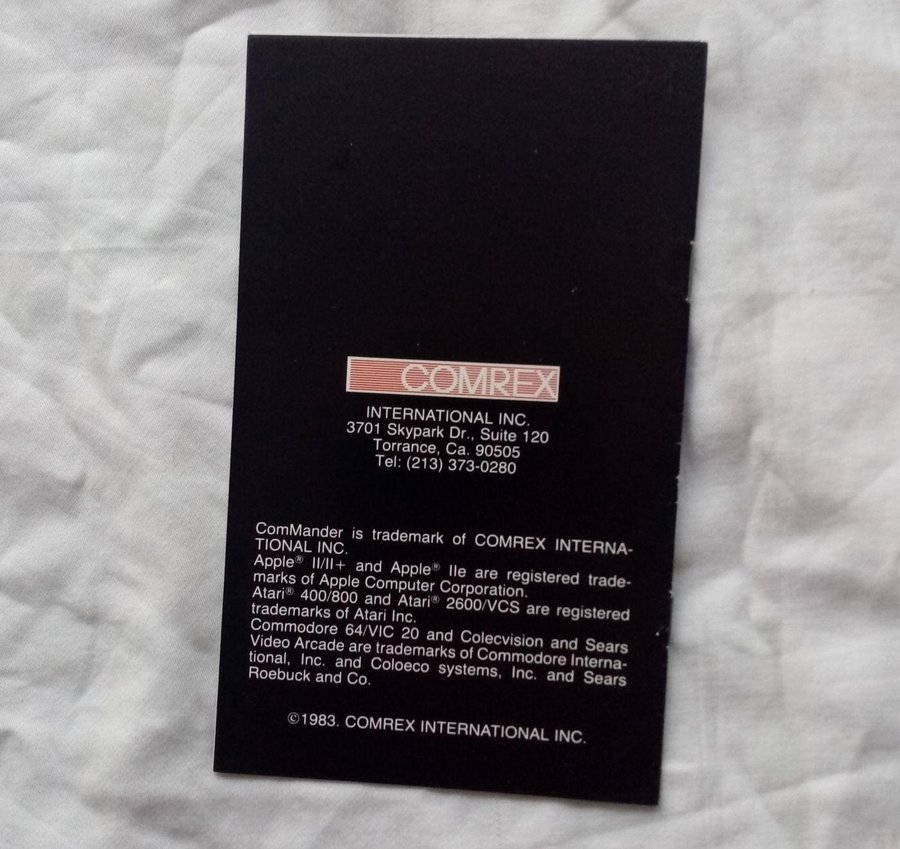 COMREX
INTERNATIONAL INC.
3701 Skypark Dr., Suite 120
Torrance, Ca. 90505
Tel: (213) 373-0280
ComMander is trademark of COMREX INTERNA-
TIONAL INC.
Apple® II/II+ and Apple® IIe are registered trade-
marks of Apple Computer Corporation.
Atari® 400/800 and Atari® 2600/VCS are registered
trademarks of Atari Inc.
Commodore 64/VIC 20 and Colecvision and Sears
Video Arcade are trademarks of Commodore Interna-
tional, Inc. and Coloeco systems, Inc. and Sears
Roebuck and Co.
©1983. COMREX INTERNATIONAL INC.